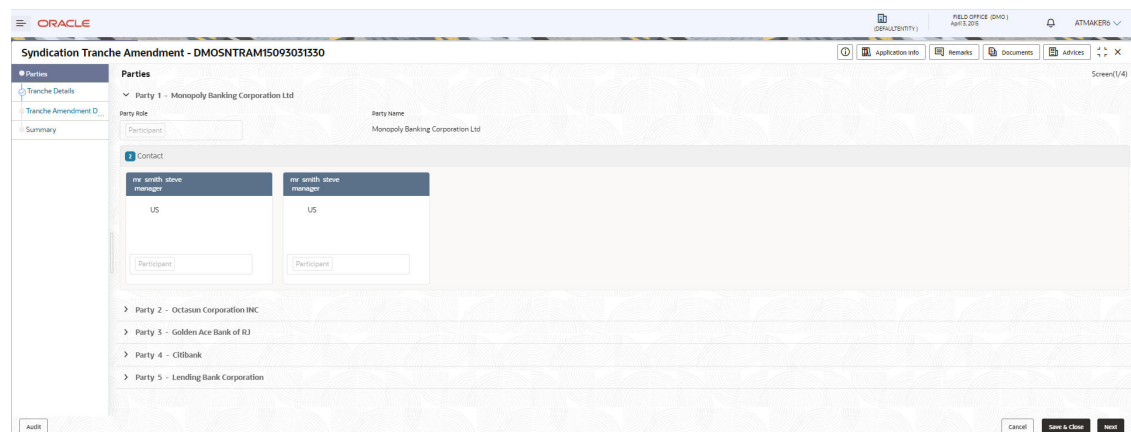 ORACLE
(DEFAULTENTITY )
FIELD OFFICE (DMO )
April 3, 2015
ATMAKER6
Syndication Tranche Amendment - DMOSNTRAM15093031330
Application Info
Remarks
Documents
Advices
Parties
Tranche Details
Tranche Amendment D...
Summary
Parties
Screen(1/4)
Party 1 - Monopoly Banking Corporation Ltd
Party Role
Party Name
Participant
Monopoly Banking Corporation Ltd
Contact
mr smith steve
manager
US
Participant
mr smith steve
manager
US
Participant
Party 2 - Octasun Corporation INC
Party 3 - Golden Ace Bank of RJ
Party 4 - Citibank
Party 5 - Lending Bank Corporation
Audit
Cancel
Save & Close
Next